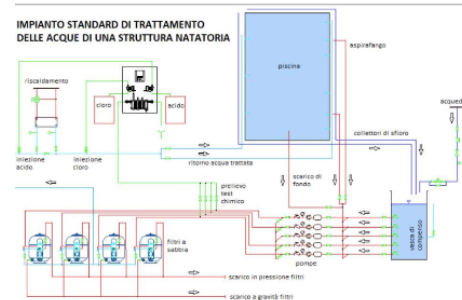 IMPIANTO STANDARD DI TRATTAMENTO
DELLE ACQUE DI UNA STRUTTURA NATATORIA
piscina
aspirafango
riscaldamento
cloro
acido
acqued
collettori di sfioro
iniezione
acido
iniezione
cloro
ritorno acqua trattata
prelievo
test
chimico
scarico di
fondo
vasca di
compenso
filtri a
sabbia
pompe
scarico in pressione filtri
scarico a gravità filtri